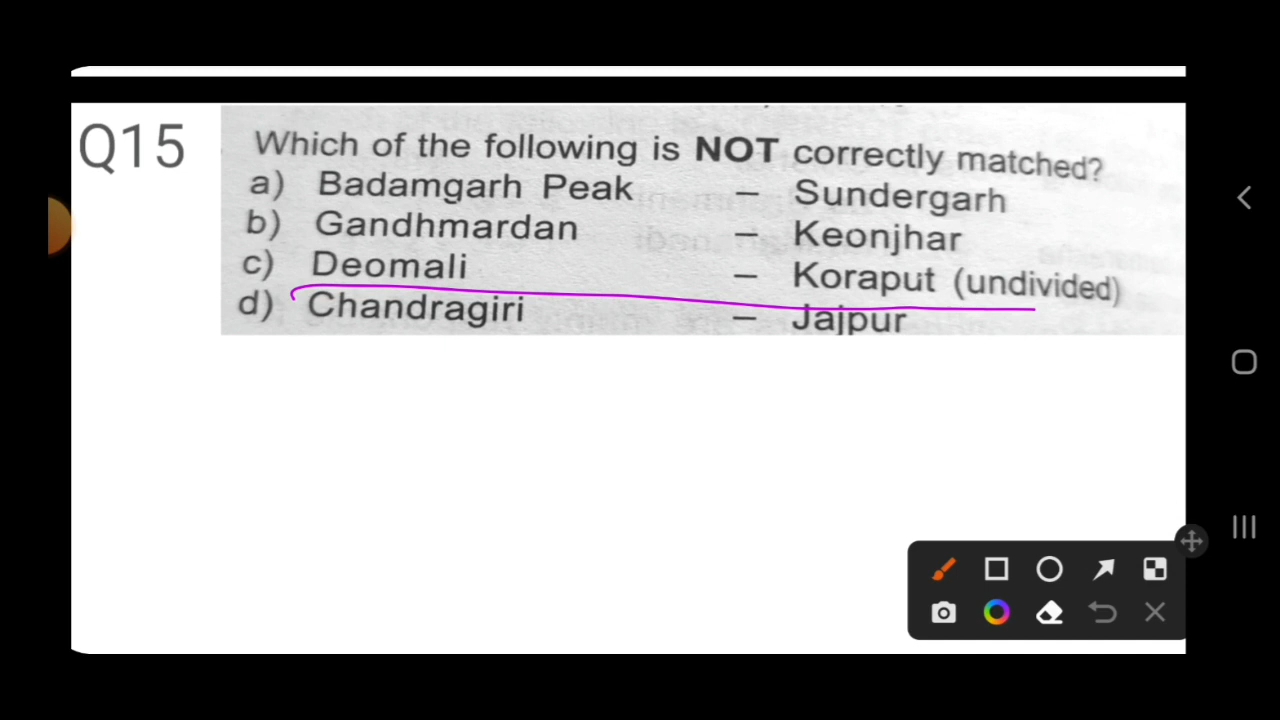 Q15
Which of the following is NOT correctly matched?
a) Badamgarh Peak – Sundergarh
b) Gandhmardan – Keonjhar
c) Deomali – Koraput (undivided)
d) Chandragiri – Jajpur